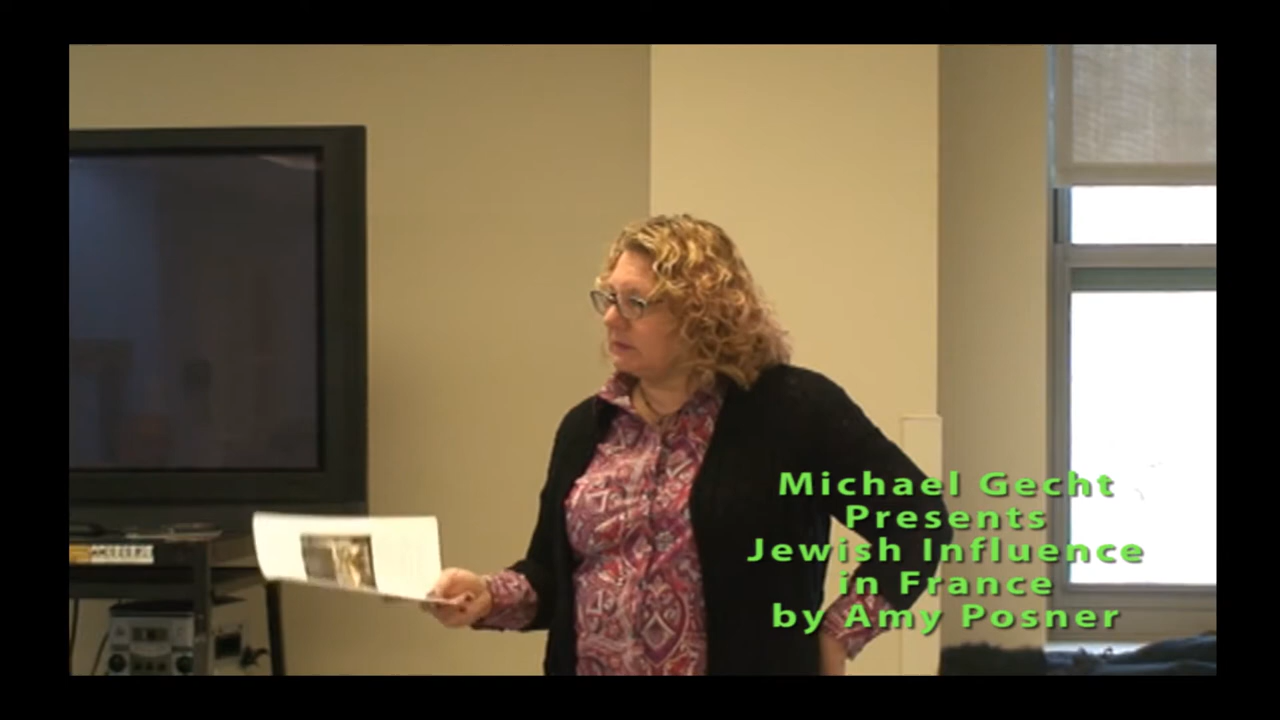 Michael Gecht
Presents
Jewish Influence
in France
by Amy Posner